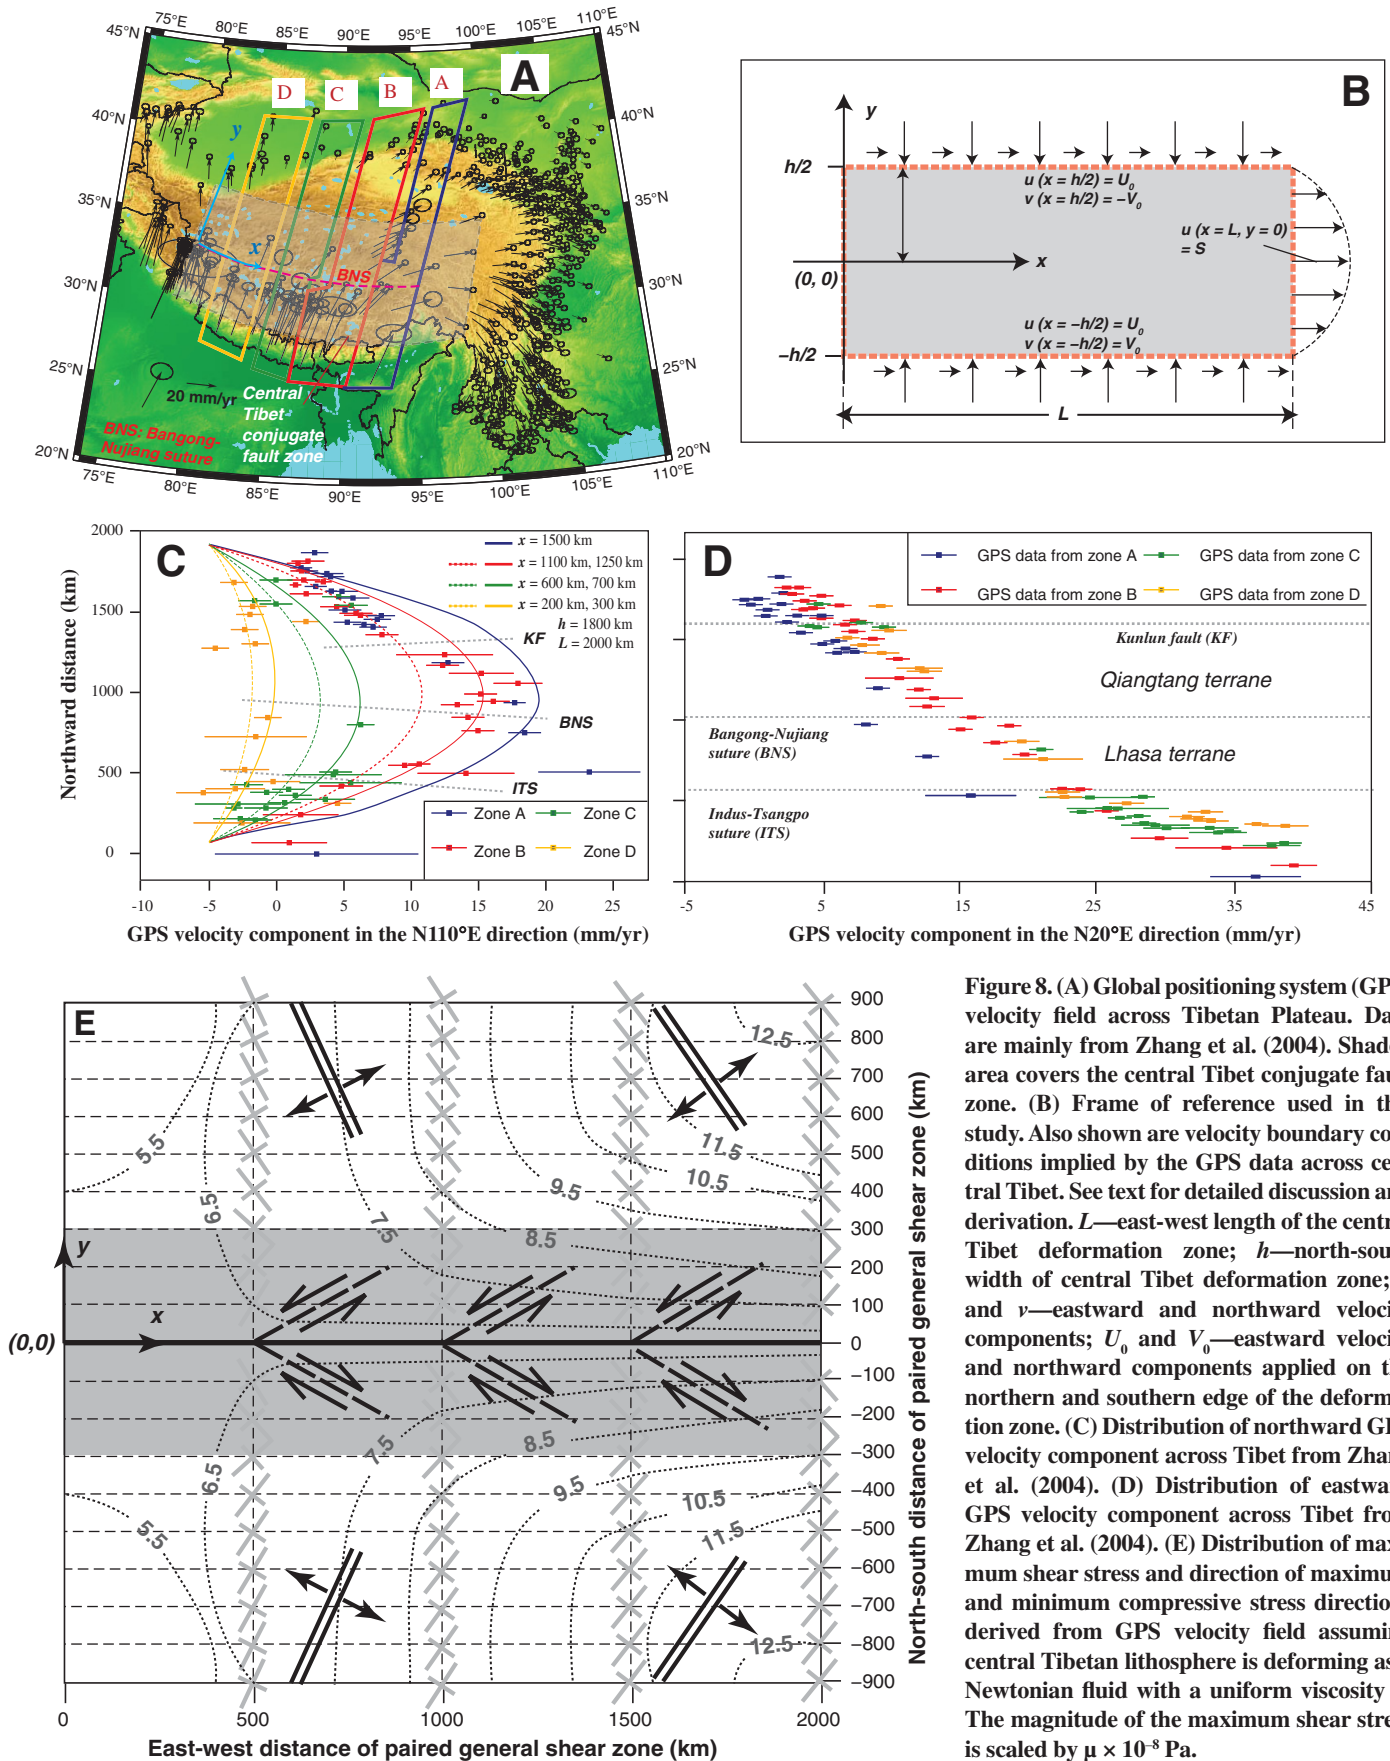 75°E 80°E 85°E 90°E 95°E 100°E 105°E 110°E
45°N 45°N
A
D C B A
40°N 40°N
y
35°N 35°N
x
BNS
30°N 30°N
25°N 25°N
20 mm/yr
Central
Tibet
conjugate
fault zone
BNS: Bangong-
Nujiang suture
20°N 20°N
75°E 80°E 85°E 90°E 95°E 100°E 105°E 110°E
B
y
h/2
u (x = h/2) = U0
v (x = h/2) = –V0
u (x = L, y = 0)
= S
(0, 0)
x
u (x = –h/2) = U0
v (x = –h/2) = V0
–h/2
L
C
2000
1500
1000
500
0
Northward distance (km)
x = 1500 km
x = 1100 km, 1250 km
x = 600 km, 700 km
x = 200 km, 300 km
h = 1800 km
L = 2000 km
KF
BNS
ITS
Zone A Zone C
Zone B Zone D
-10 -5 0 5 10 15 20 25
GPS velocity component in the N110°E direction (mm/yr)
D
GPS data from zone A GPS data from zone C
GPS data from zone B GPS data from zone D
Kunlun fault (KF)
Qiangtang terrane
Bangong-Nujiang
suture (BNS)
Lhasa terrane
Indus-Tsangpo
suture (ITS)
-5 5 15 25 35 45
GPS velocity component in the N20°E direction (mm/yr)
E
5.5 6.5 7.5 8.5 9.5 10.5 11.5 12.5
y
x
(0,0)
5.5 6.5 7.5 8.5 9.5 10.5 11.5 12.5
900
800
700
600
500
400
300
200
100
0
–100
–200
–300
–400
–500
–600
–700
–800
-900
North-south distance of paired general shear zone (km)
0 500 1000 1500 2000
East-west distance of paired general shear zone (km)
Figure 8. (A) Global positioning system (GP
velocity field across Tibetan Plateau. Da
are mainly from Zhang et al. (2004). Shade
area covers the central Tibet conjugate fau
zone. (B) Frame of reference used in th
study. Also shown are velocity boundary co
ditions implied by the GPS data across ce
tral Tibet. See text for detailed discussion an
derivation. L—east-west length of the centr
Tibet deformation zone; h—north-sou
width of central Tibet deformation zone;
and v—eastward and northward veloci
components; U0 and V0—eastward veloci
and northward components applied on th
northern and southern edge of the deforma
tion zone. (C) Distribution of northward GP
velocity component across Tibet from Zhan
et al. (2004). (D) Distribution of eastwar
GPS velocity component across Tibet fro
Zhang et al. (2004). (E) Distribution of max
mum shear stress and direction of maximu
and minimum compressive stress direction
derived from GPS velocity field assumin
central Tibetan lithosphere is deforming as
Newtonian fluid with a uniform viscosity
The magnitude of the maximum shear stre
is scaled by μ × 10–8 Pa.